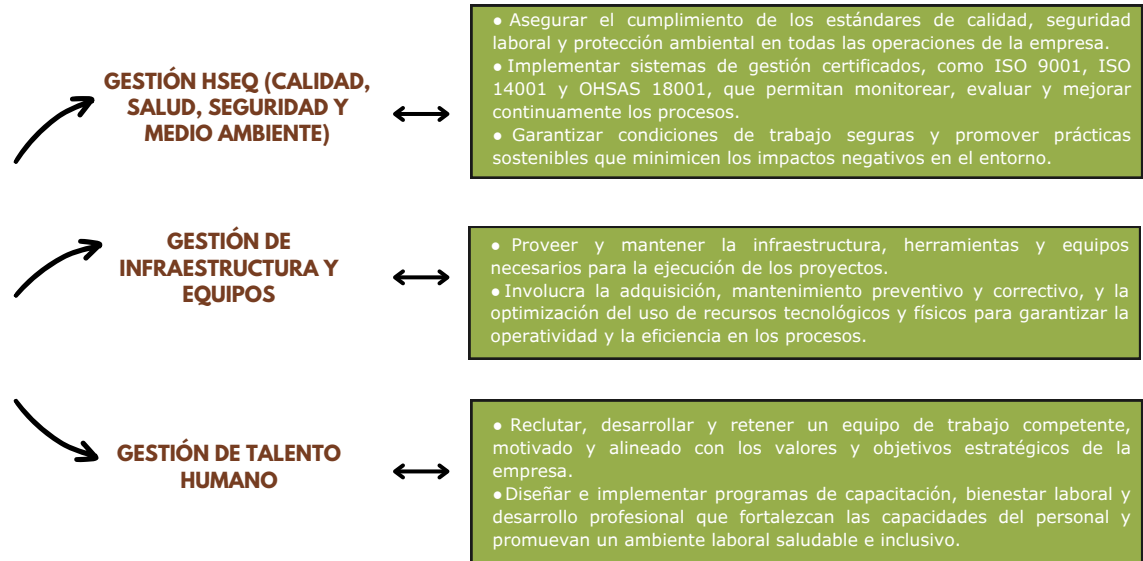 GESTIÓN HSEQ (CALIDAD,
SALUD, SEGURIDAD Y
MEDIO AMBIENTE)
● Asegurar el cumplimiento de los estándares de calidad, seguridad
laboral y protección ambiental en todas las operaciones de la empresa.
● Implementar sistemas de gestión certificados, como ISO 9001, ISO
14001 y OHSAS 18001, que permitan monitorear, evaluar y mejorar
continuamente los procesos.
● Garantizar condiciones de trabajo seguras y promover prácticas
sostenibles que minimicen los impactos negativos en el entorno.
GESTIÓN DE
INFRAESTRUCTURA Y
EQUIPOS
● Proveer y mantener la infraestructura, herramientas y equipos
necesarios para la ejecución de los proyectos.
● Involucra la adquisición, mantenimiento preventivo y correctivo, y la
optimización del uso de recursos tecnológicos y físicos para garantizar la
operatividad y la eficiencia en los procesos.
GESTIÓN DE TALENTO
HUMANO
● Reclutar, desarrollar y retener un equipo de trabajo competente,
motivado y alineado con los valores y objetivos estratégicos de la
empresa.
●Diseñar e implementar programas de capacitación, bienestar laboral y
desarrollo profesional que fortalezcan las capacidades del personal y
promuevan un ambiente laboral saludable e inclusivo.